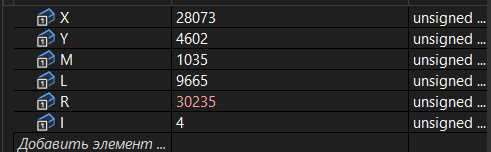 X 28073 unsigned ...
Y 4602 unsigned ...
M 1035 unsigned ...
L 9665 unsigned ...
R 30235 unsigned ...
I 4 unsigned ...
Добавить элемент ...